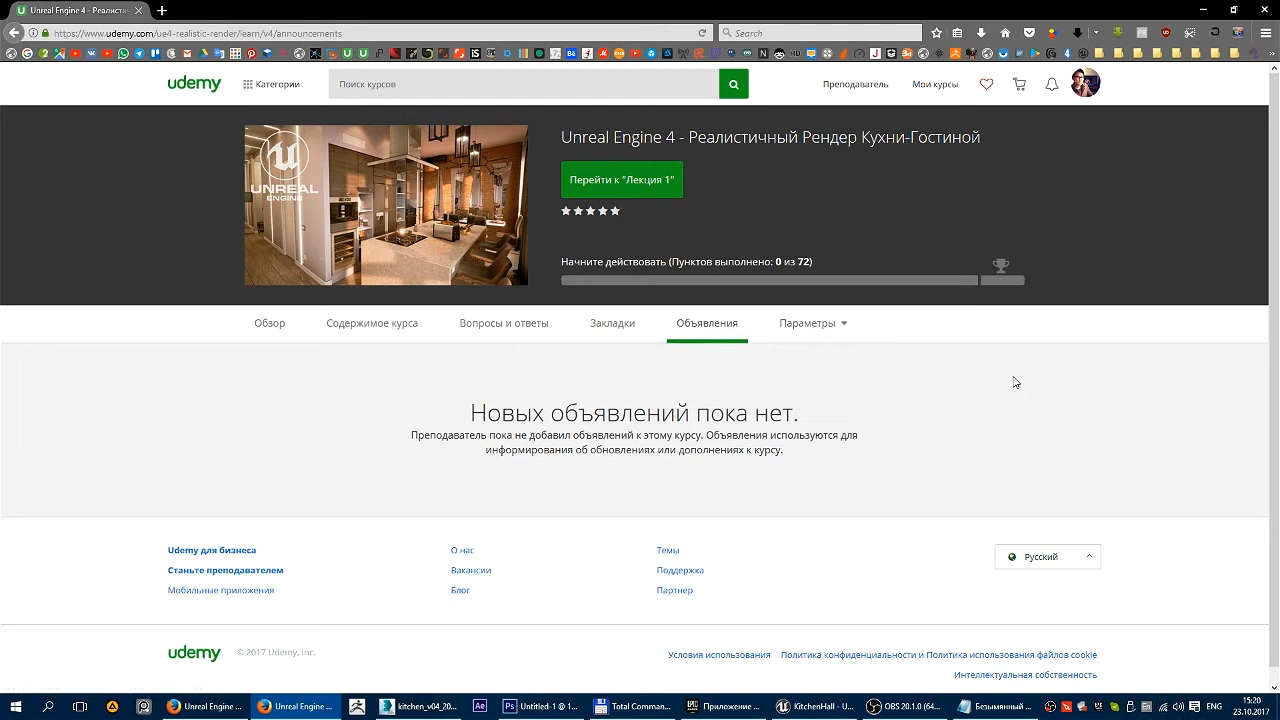 Unreal Engine 4 - Реалистич
https://www.udemy.com/ue4-realistic-render/learn/v4/announcements
Search
udemy
Категории
Поиск курсов
Преподаватель
Мои курсы
UNREAL
ENGINE
Unreal Engine 4 - Реалистичный Рендер Кухни-Гостиной
Перейти к "Лекция 1"
Начните действовать (Пунктов выполнено: 0 из 72)
Обзор
Содержимое курса
Вопросы и ответы
Закладки
Объявления
Параметры
Новых объявлений пока нет.
Преподаватель пока не добавил объявлений к этому курсу. Объявления используются для
информирования об обновлениях или дополнениях к курсу.
Udemy для бизнеса
О нас
Темы
Русский
Станьте преподавателем
Вакансии
Поддержка
Мобильные приложения
Блог
Партнер
udemy
© 2017 Udemy, Inc.
Условия использования
Политика конфиденциальности и Политика использования файлов cookie
Интеллектуальная собственность
Unreal Engine ...
Unreal Engine ...
kitchen_v04_20...
Untitled-1 @ 1...
Total Comman...
Приложение ...
KitchenHall - U...
OBS 20.1.0 (64...
Безымянный ...
ENG
15:20
23.10.2017